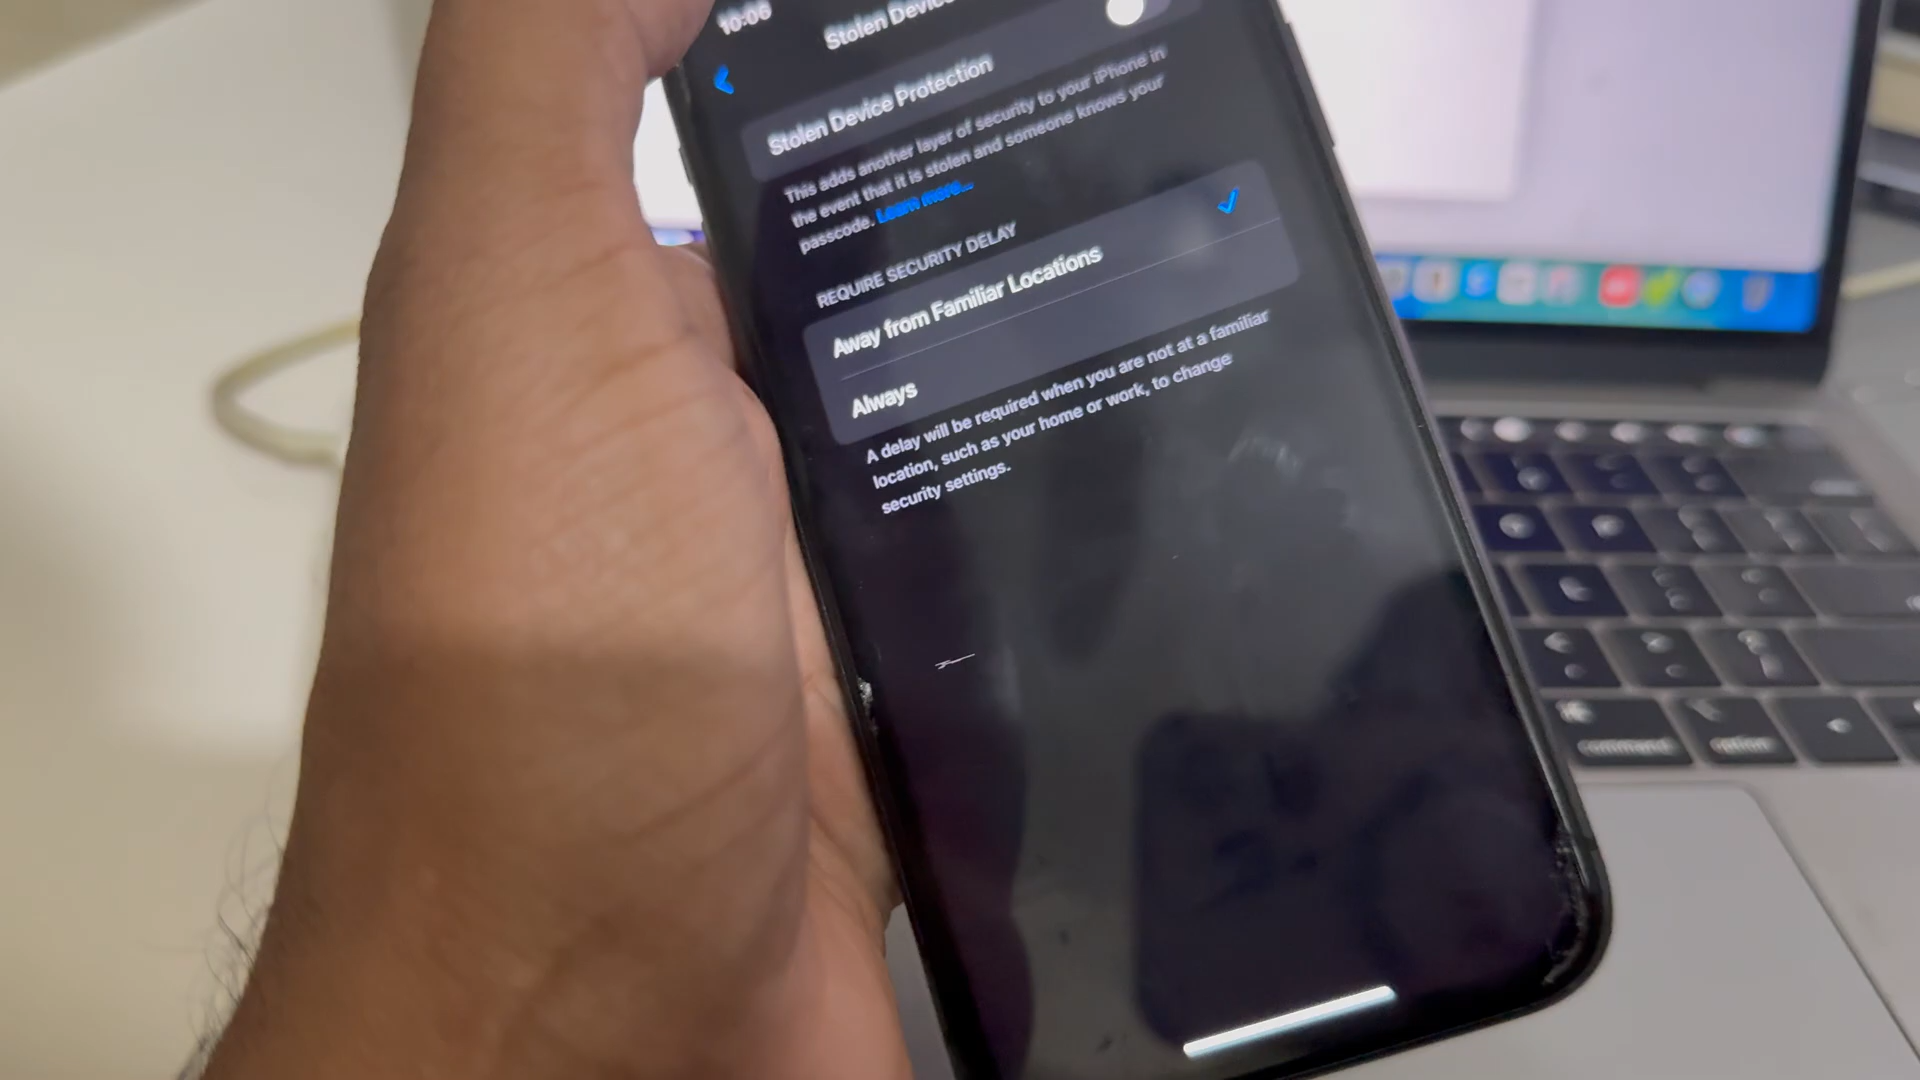 10:06
Stolen Device
Stolen Device Protection
This adds another layer of security to your iPhone in
the event that it is stolen and someone knows your
passcode. Learn more...
REQUIRE SECURITY DELAY
Away from Familiar Locations
Always
A delay will be required when you are not at a familiar
location, such as your home or work, to change
security settings.
command
option